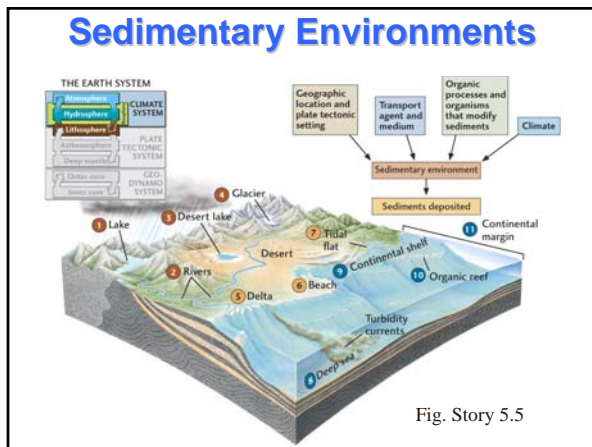 Sedimentary Environments
THE EARTH SYSTEM
Atmosphere
Hydrosphere
Lithosphere
CLIMATE
SYSTEM
Asthenosphere
Deep mantle
PLATE
TECTONIC
SYSTEM
Outer core
Inner core
GEO-
DYNAMO
SYSTEM
Geographic
location and
plate tectonic
setting
Transport
agent and
medium
Organic
processes and
organisms
that modify
sediments
Climate
Sedimentary environment
Sediments deposited
4 Glacier
1 Lake
3 Desert lake
7 Tidal
flat
11 Continental
margin
Desert
2 Rivers
9 Continental shelf
6 Beach
10 Organic reef
5 Delta
Turbidity
currents
8 Deep sea
Fig. Story 5.5